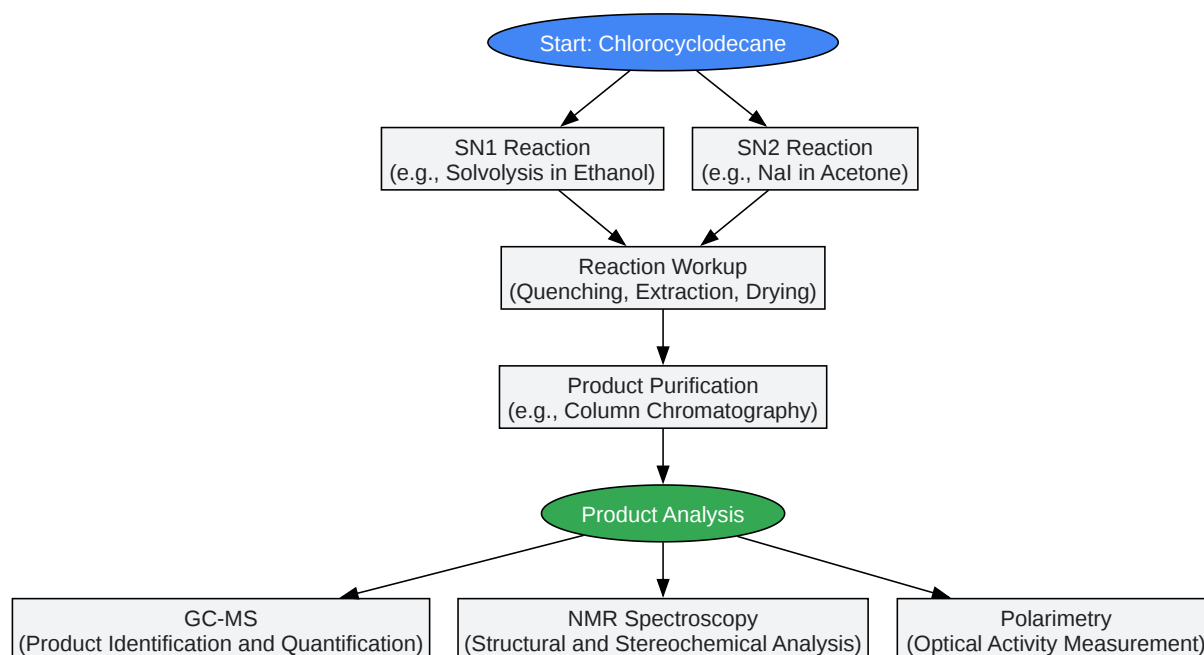 Start: Chlorocyclodecane
SN1 Reaction
(e.g., Solvolysis in Ethanol)
SN2 Reaction
(e.g., NaI in Acetone)
Reaction Workup
(Quenching, Extraction, Drying)
Product Purification
(e.g., Column Chromatography)
Product Analysis
GC-MS
(Product Identification and Quantification)
NMR Spectroscopy
(Structural and Stereochemical Analysis)
Polarimetry
(Optical Activity Measurement)